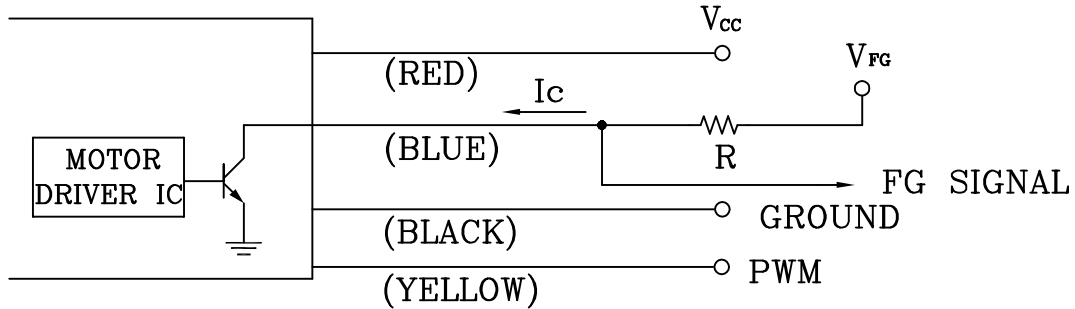 VCC
(RED)
VFG
Ic
(BLUE)
R
MOTOR
DRIVER IC
FG SIGNAL
GROUND
(BLACK)
PWM
(YELLOW)